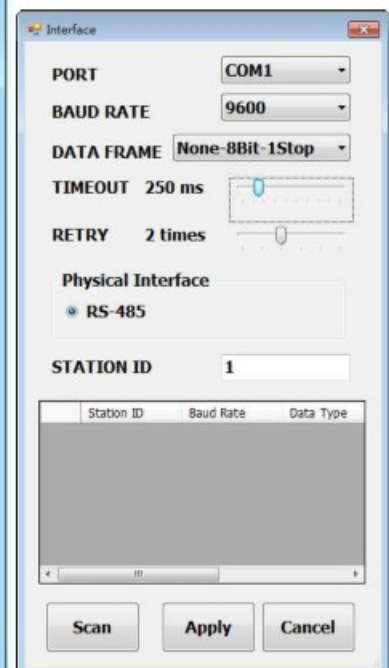 Interface
PORT COM1
BAUD RATE 9600
DATA FRAME None-8Bit-1Stop
TIMEOUT 250 ms
RETRY 2 times
Physical Interface
RS-485
STATION ID 1
Station ID Baud Rate Data Type
Scan Apply Cancel